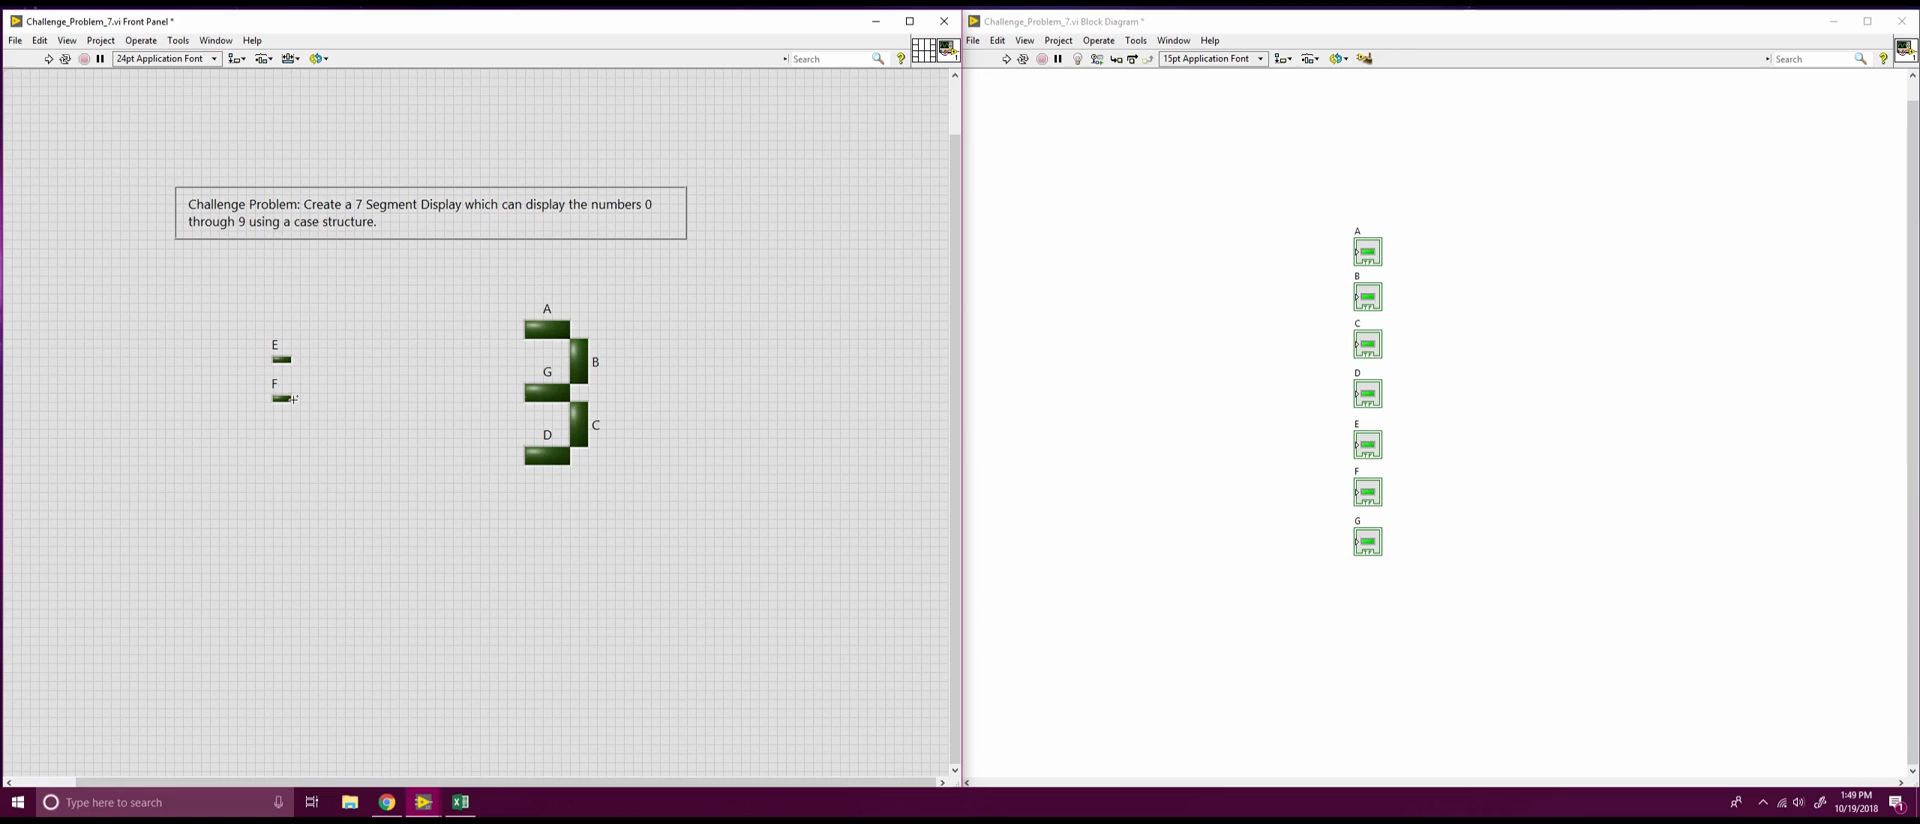 Challenge_Problem_7.vi Front Panel *
File Edit View Project Operate Tools Window Help
24pt Application Font
Search
Challenge Problem: Create a 7 Segment Display which can display the numbers 0
through 9 using a case structure.
A
E
B
G
F
C
D
Challenge_Problem_7.vi Block Diagram *
File Edit View Project Operate Tools Window Help
15pt Application Font
Search
A
B
C
D
E
F
G
Type here to search
1:49 PM
10/19/2018
1